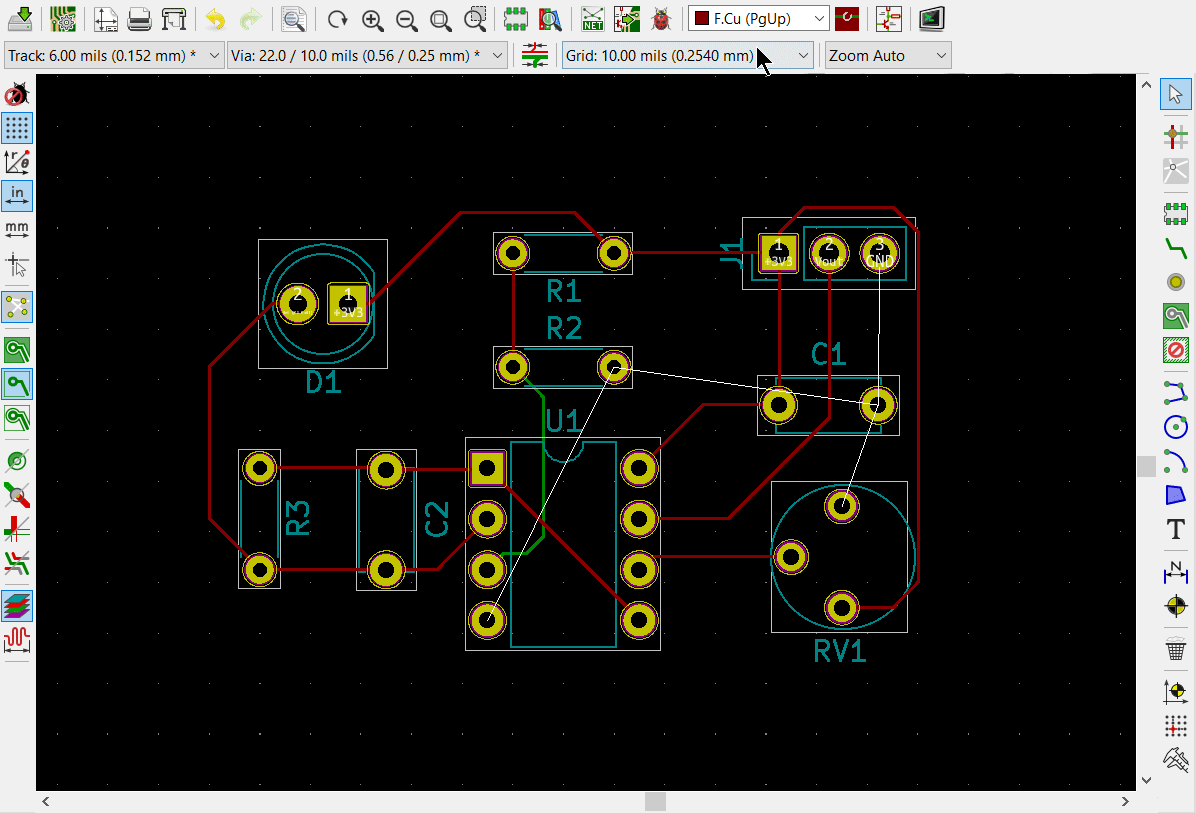 NET
F.Cu (PgUp)
Track: 6.00 mils (0.152 mm) *
Via: 22.0 / 10.0 mils (0.56 / 0.25 mm) *
Grid: 10.00 mils (0.2540 mm)
Zoom Auto
in
mm
J1
1
+3V3
2
Vout
3
GND
2
1
+3V3
D1
R1
R2
C1
U1
R3
C2
RV1
T
N